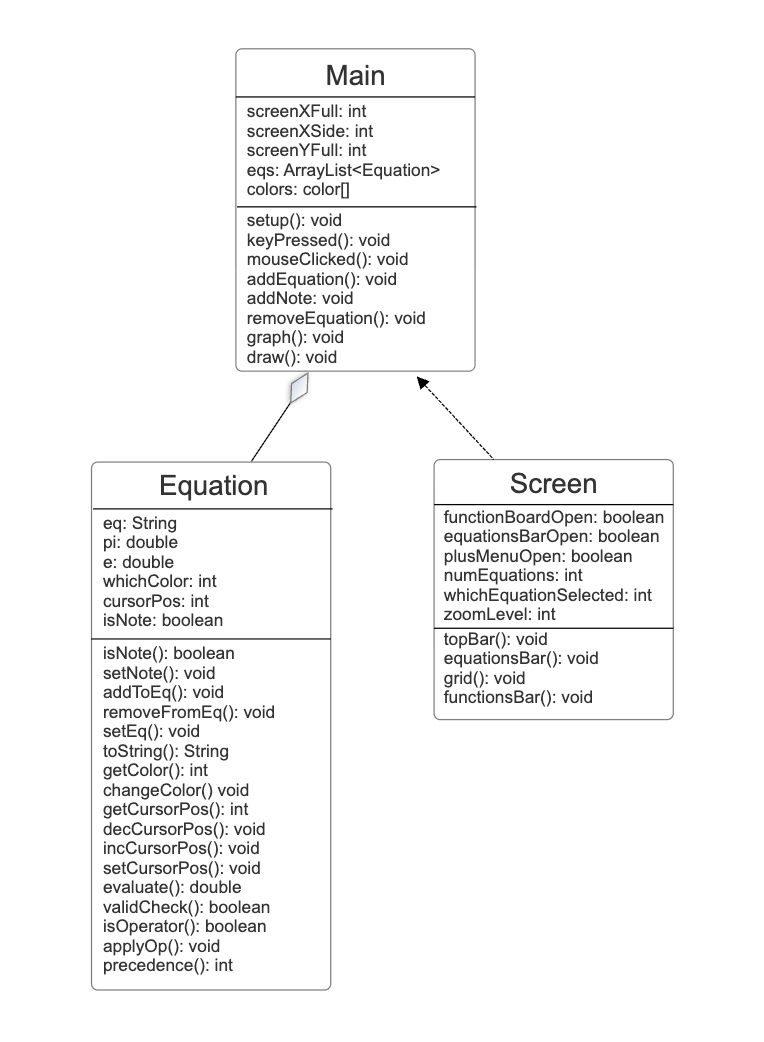 Main
screenXFull: int
screenXSide: int
screenYFull: int
eqs: ArrayList<Equation>
colors: color[]
setup(): void
keyPressed(): void
mouseClicked(): void
addEquation(): void
addNote: void
removeEquation(): void
graph(): void
draw(): void
Equation
eq: String
pi: double
e: double
whichColor: int
cursorPos: int
isNote: boolean
isNote(): boolean
setNote(): void
addToEq(): void
removeFromEq(): void
setEq(): void
toString(): String
getColor(): int
changeColor() void
getCursorPos(): int
decCursorPos(): void
incCursorPos(): void
setCursorPos(): void
evaluate(): double
validCheck(): boolean
isOperator(): boolean
applyOp(): void
precedence(): int
Screen
functionBoardOpen: boolean
equationsBarOpen: boolean
plusMenuOpen: boolean
numEquations: int
whichEquationSelected: int
zoomLevel: int
topBar(): void
equationsBar(): void
grid(): void
functionsBar(): void